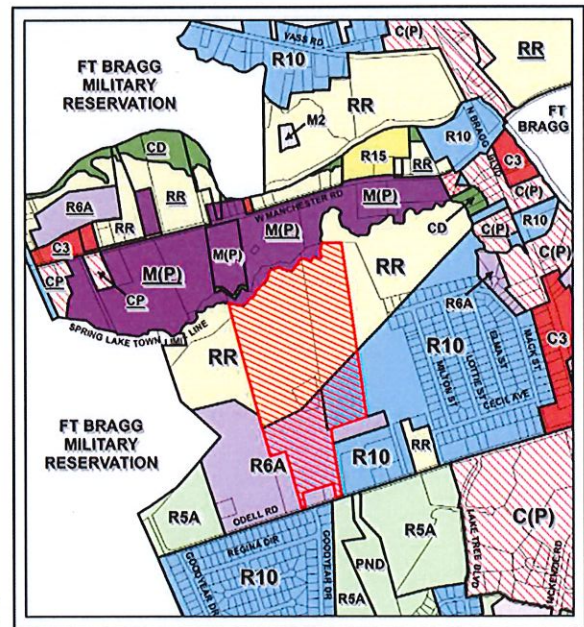 VASS RD
C(P)
RR
R10
FT BRAGG
MILITARY
RESERVATION
RR
M2
FT
BRAGG
N BRAGG BLVD
R10
CD
R15
RR
C3
R6A
RR
RR
W MANCHESTER RD
M(P)
C(P)
R10
C3
RR
M(P)
CD
C(P)
CP
M(P)
M(P)
CP
RR
R6A
C(P)
SPRING LAKE TOWN LIMIT LINE
RR
R10
MILTON ST
LOTTIE ST
ELMA ST
MACK ST
C3
CECIL AVE
FT BRAGG
MILITARY
RESERVATION
R6A
R10
RR
R5A
ODELL RD
R5A
C(P)
REGINA DR
R10
GOODYEAR DR
GOODYEAR DR
PND
R5A
LAKE TREE BLVD
MCKENZIE RD